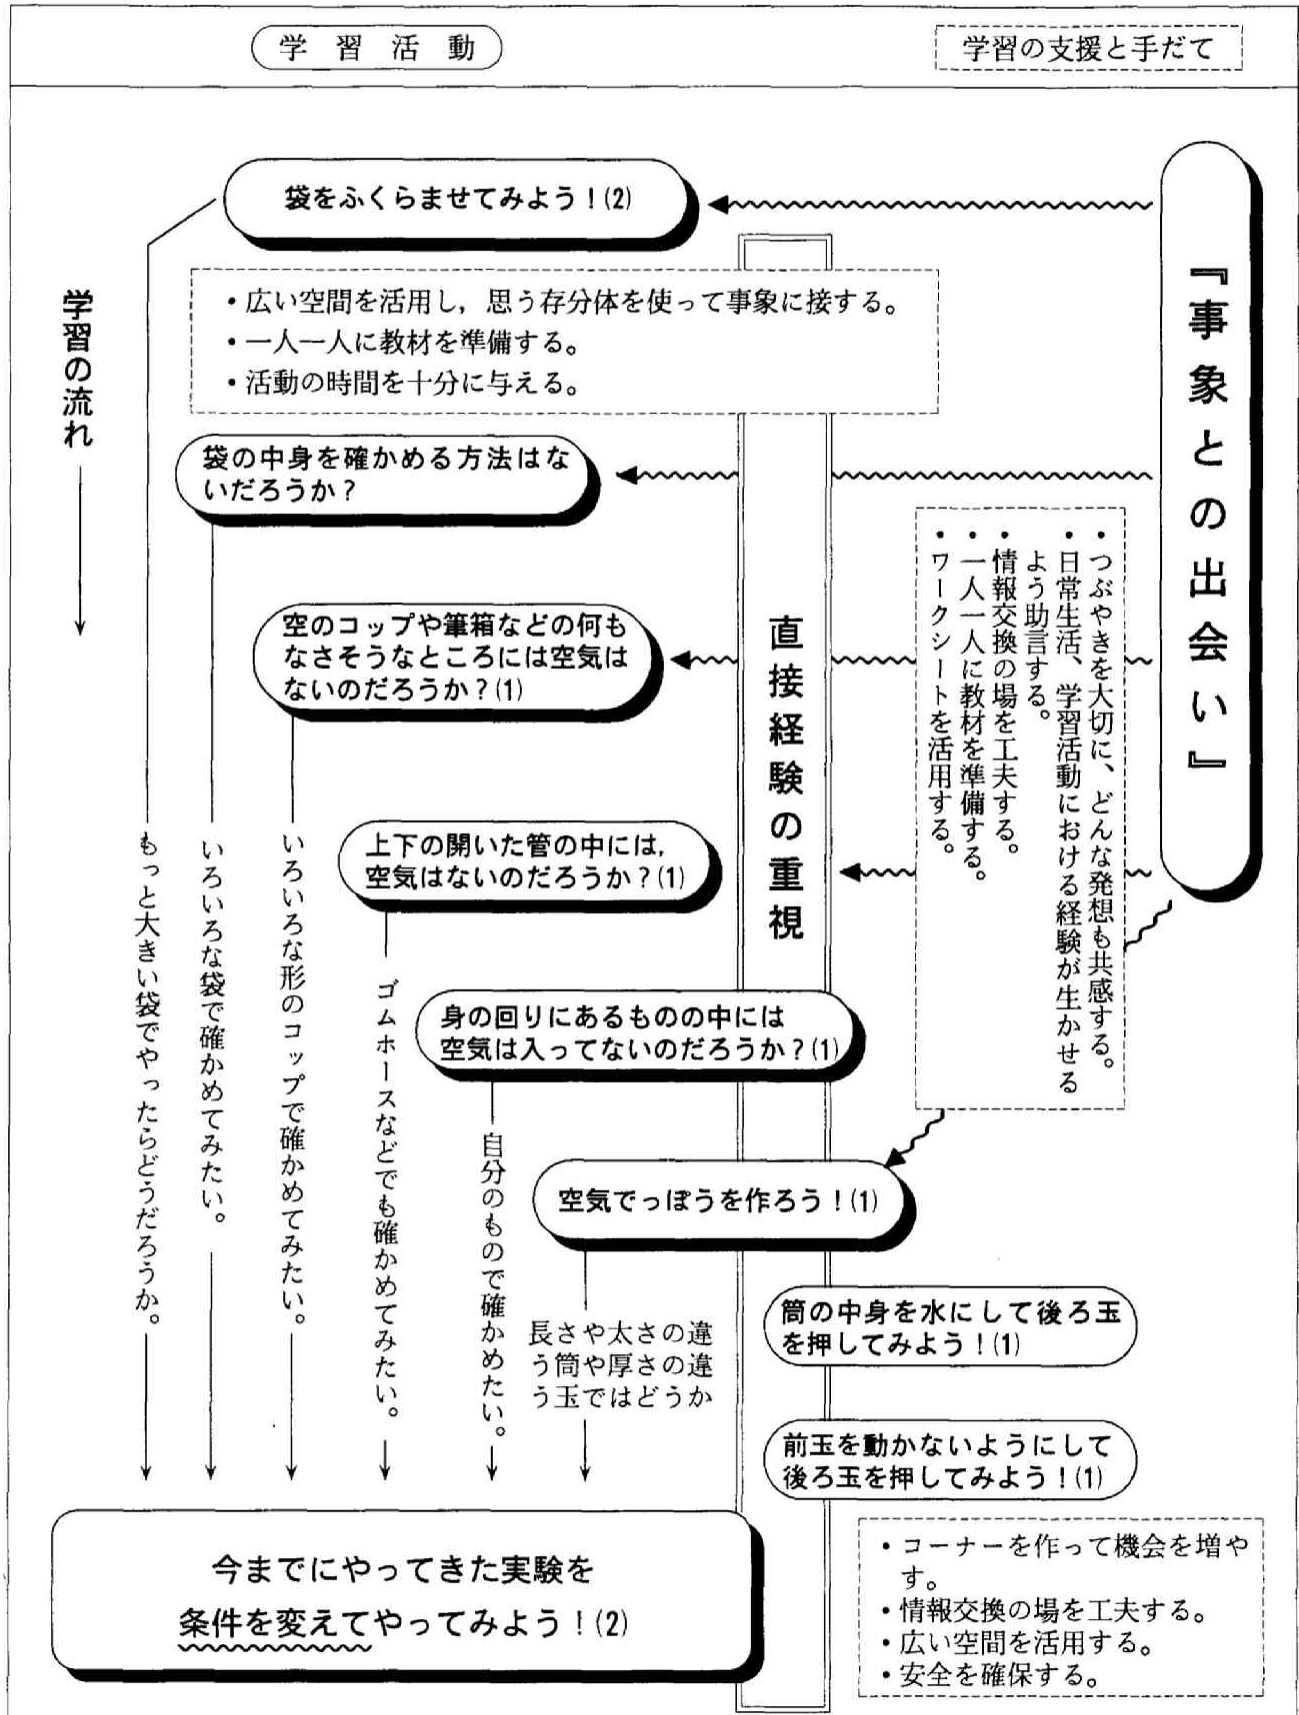 学習活動
学習の支援と手だて
『事象との出会い』
袋をふくらませてみよう！(2)
・広い空間を活用し，思う存分体を使って事象に接する。
・一人一人に教材を準備する。
・活動の時間を十分に与える。
学習の流れ
袋の中身を確かめる方法はな
いだろうか？
・つぶやきを大切に、どんな発想も共感する。
・日常生活、学習活動における経験が生かせる
よう助言する。
・情報交換の場を工夫する。
・一人一人に教材を準備する。
・ワークシートを活用する。
直接経験の重視
空のコップや筆箱などの何も
なさそうなところには空気は
ないのだろうか？(1)
上下の開いた管の中には，
空気はないのだろうか？(1)
身の回りにあるものの中には
空気は入ってないのだろうか？(1)
空気でっぽうを作ろう！(1)
筒の中身を水にして後ろ玉
を押してみよう！(1)
前玉を動かないようにして
後ろ玉を押してみよう！(1)
もっと大きい袋でやったらどうだろうか。
いろいろな袋で確かめてみたい。
いろいろな形のコップで確かめてみたい。
ゴムホースなどでも確かめてみたい。
自分のもので確かめたい。
長さや太さの違
う筒や厚さの違
う玉ではどうか
今までにやってきた実験を
条件を変えてやってみよう！(2)
・コーナーを作って機会を増や
す。
・情報交換の場を工夫する。
・広い空間を活用する。
・安全を確保する。